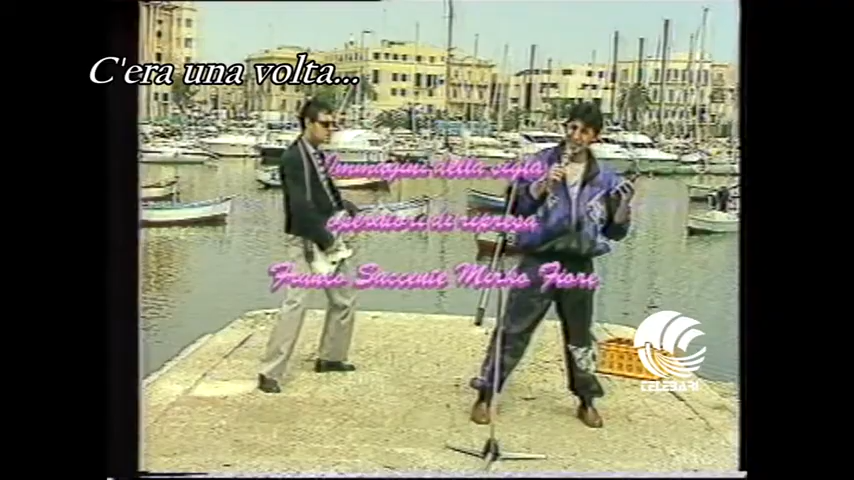 C'era una volta...
Immagini della sigla
operatori di ripresa
Franco Saccente Mirko Fiore
TELEBARI